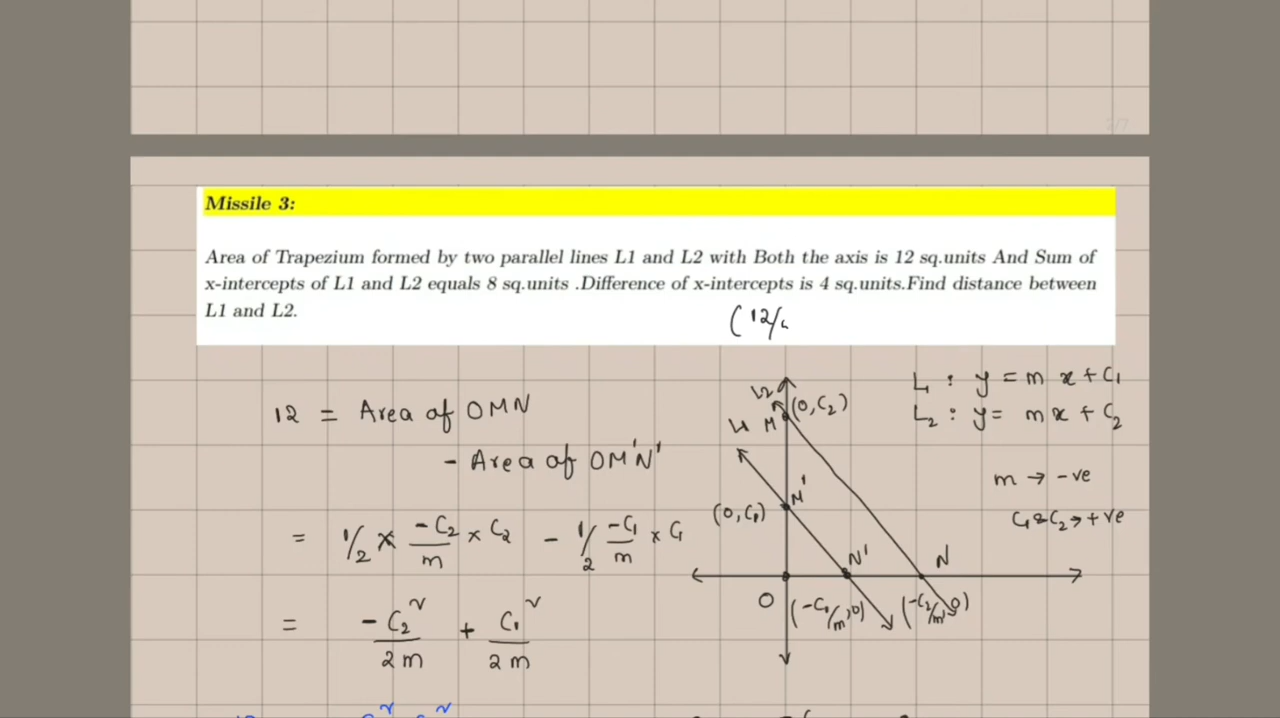 Missile 3:
Area of Trapezium formed by two parallel lines L1 and L2 with Both the axis is 12 sq.units And Sum of
x-intercepts of L1 and L2 equals 8 sq.units .Difference of x-intercepts is 4 sq.units.Find distance between
L1 and L2.
( 12/
L1 : y = m x + C1
L2 : y = mx + C2
12 = Area of OMN
- Area of OM'N'
= 1/2 × -C2/m × C2 - 1/2 -C1/m × C1
= -C2²/2m + C1²/2m
L2
(0,C2)
L1
M
M'
(0,C1)
m → -ve
C1 & C2 → +ve
N'
N
O
(-C1/m,0)
(-C2/m,0)